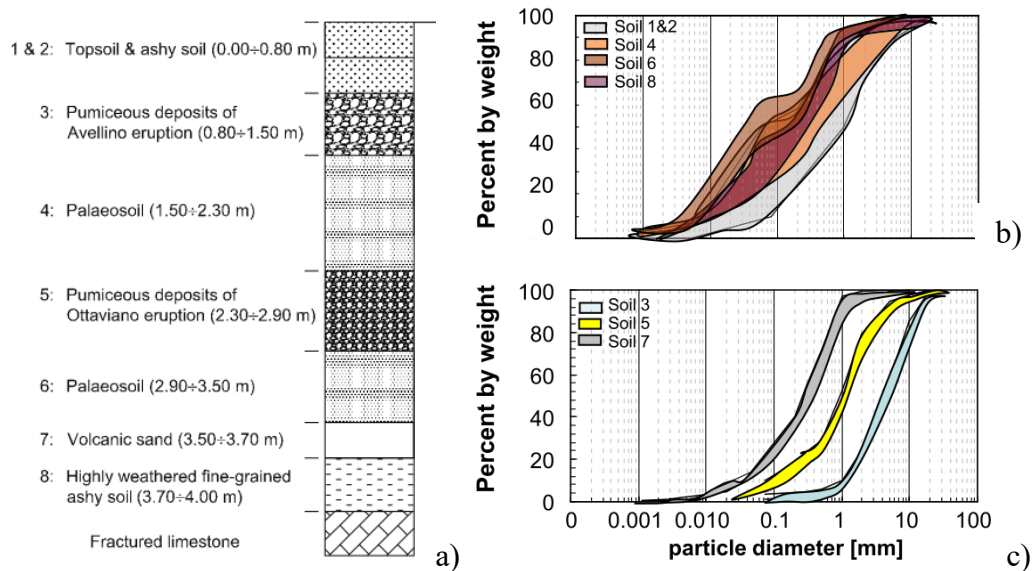 1 & 2: Topsoil & ashy soil (0.00÷0.80 m)
3: Pumiceous deposits of
Avellino eruption (0.80÷1.50 m)
4: Palaeosoil (1.50÷2.30 m)
5: Pumiceous deposits of
Ottaviano eruption (2.30÷2.90 m)
6: Palaeosoil (2.90÷3.50 m)
7: Volcanic sand (3.50÷3.70 m)
8: Highly weathered fine-grained
ashy soil (3.70÷4.00 m)
Fractured limestone
a)
Percent by weight
100
80
60
40
20
0
Soil 1&2
Soil 4
Soil 6
Soil 8
b)
Percent by weight
100
80
60
40
20
0
Soil 3
Soil 5
Soil 7
0 0.001 0.010 0.1 1 10 100
particle diameter [mm]
c)